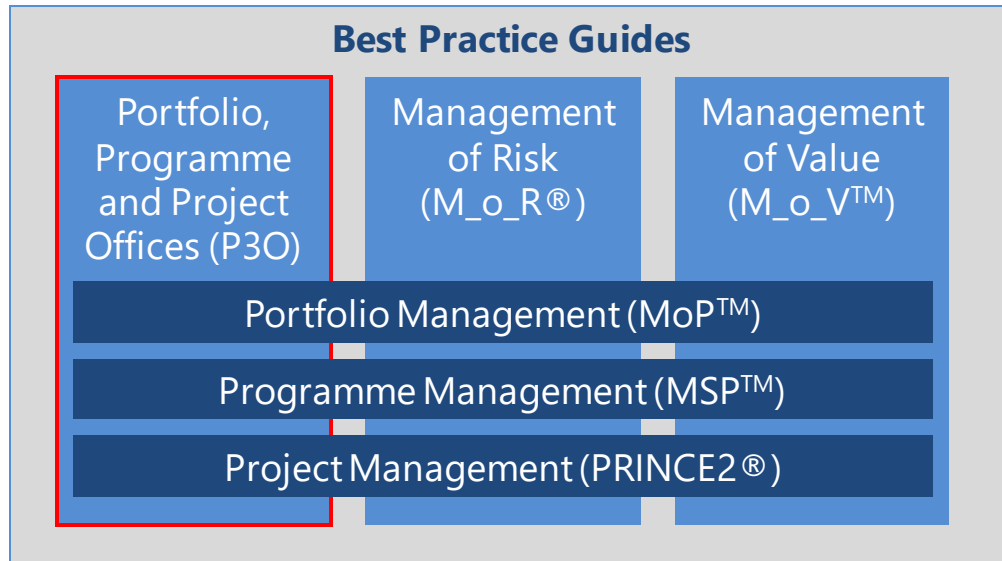 Best Practice Guides
Portfolio,
Programme
and Project
Offices (P3O)
Management
of Risk
(M_o_R®)
Management
of Value
(M_o_V™)
Portfolio Management (MoP™)
Programme Management (MSP™)
Project Management (PRINCE2®)